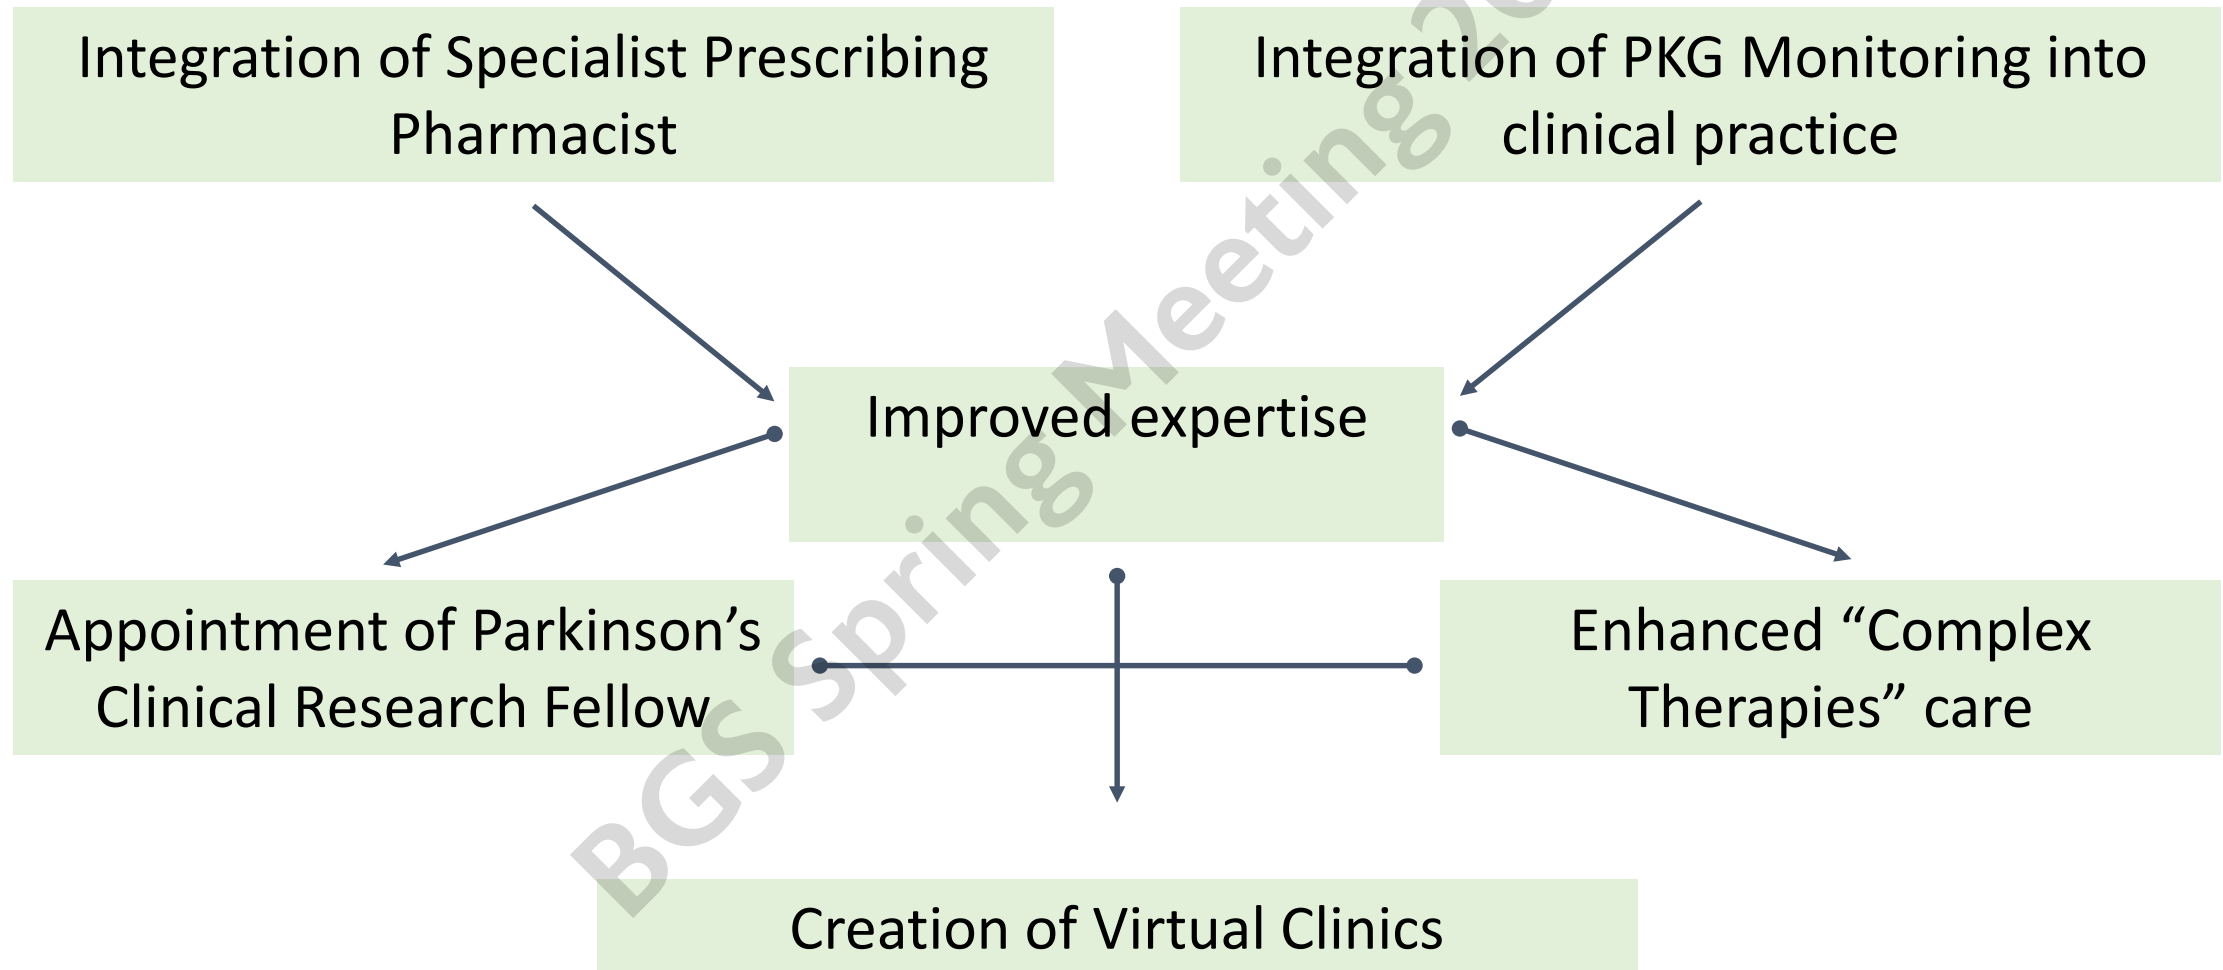 Integration of Specialist Prescribing
Pharmacist
Integration of PKG Monitoring into
clinical practice
Improved expertise
Appointment of Parkinson’s
Clinical Research Fellow
Enhanced “Complex
Therapies” care
Creation of Virtual Clinics
BGS Spring Meeting